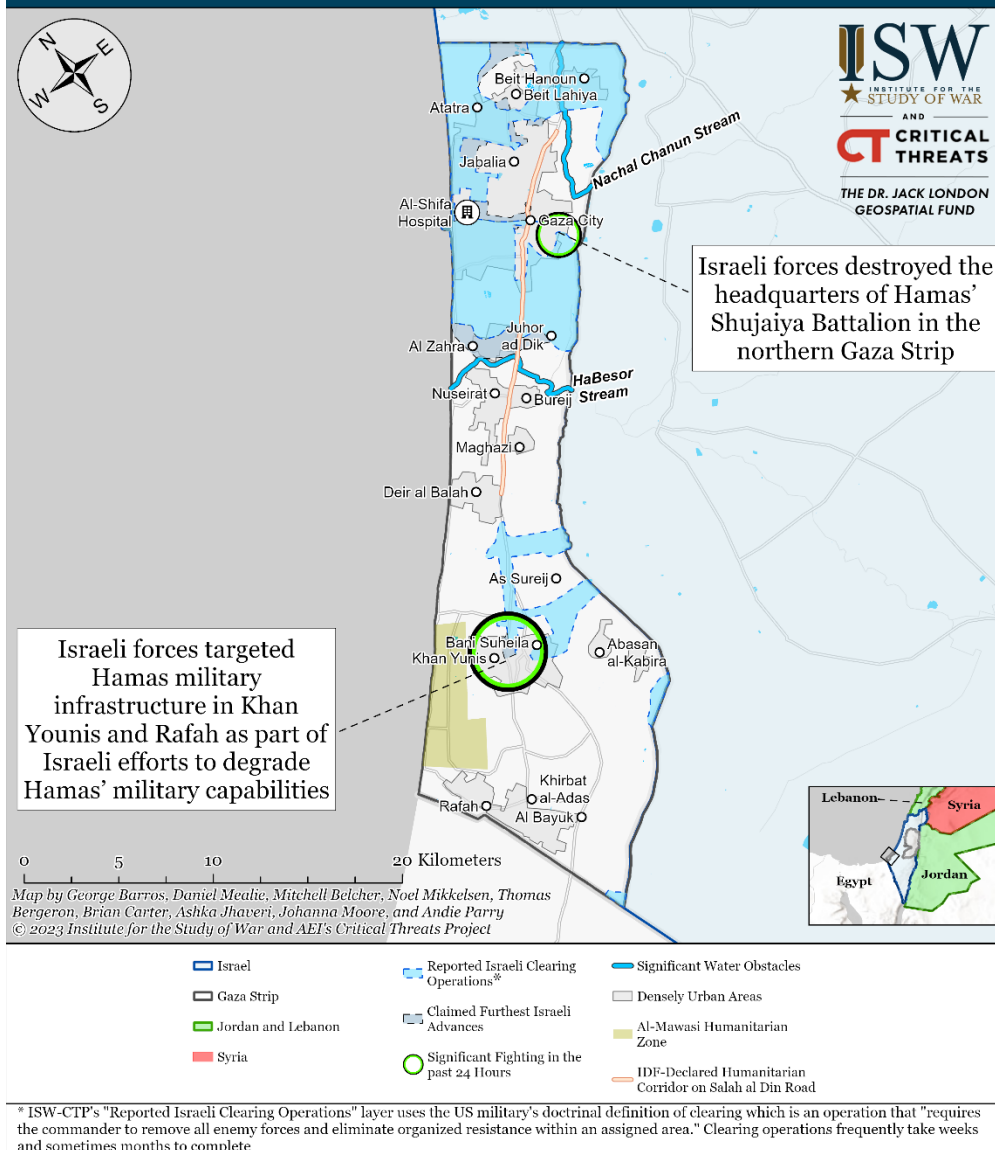 N
E
W
S
ISW
INSTITUTE FOR THE
STUDY OF WAR
AND
CT CRITICAL
THREATS
THE DR. JACK LONDON
GEOSPATIAL FUND
Beit Hanoun
Beit Lahiya
Atatra
Jabalia
Nachal Chanun Stream
Al-Shifa
Hospital
Gaza City
Israeli forces destroyed the
headquarters of Hamas’
Shujaiya Battalion in the
northern Gaza Strip
Juhor
ad Dik
Al Zahra
HaBesor
Stream
Nuseirat
Bureij
Maghazi
Deir al Balah
As Sureij
Bani Suheila
Khan Yunis
Abasan
al-Kabira
Israeli forces targeted
Hamas military
infrastructure in Khan
Younis and Rafah as part of
Israeli efforts to degrade
Hamas’ military capabilities
Khirbat
al-Adas
Rafah
Al Bayuk
Lebanon
Syria
Jordan
Egypt
0 5 10 20 Kilometers
Map by George Barros, Daniel Mealie, Mitchell Belcher, Noel Mikkelsen, Thomas
Bergeron, Brian Carter, Ashka Jhaveri, Johanna Moore, and Andie Parry
© 2023 Institute for the Study of War and AEI's Critical Threats Project
Israel
Gaza Strip
Jordan and Lebanon
Syria
Reported Israeli Clearing
Operations*
Claimed Furthest Israeli
Advances
Significant Fighting in the
past 24 Hours
Significant Water Obstacles
Densely Urban Areas
Al-Mawasi Humanitarian
Zone
IDF-Declared Humanitarian
Corridor on Salah al Din Road
* ISW-CTP's "Reported Israeli Clearing Operations" layer uses the US military's doctrinal definition of clearing which is an operation that "requires
the commander to remove all enemy forces and eliminate organized resistance within an assigned area." Clearing operations frequently take weeks
and sometimes months to complete